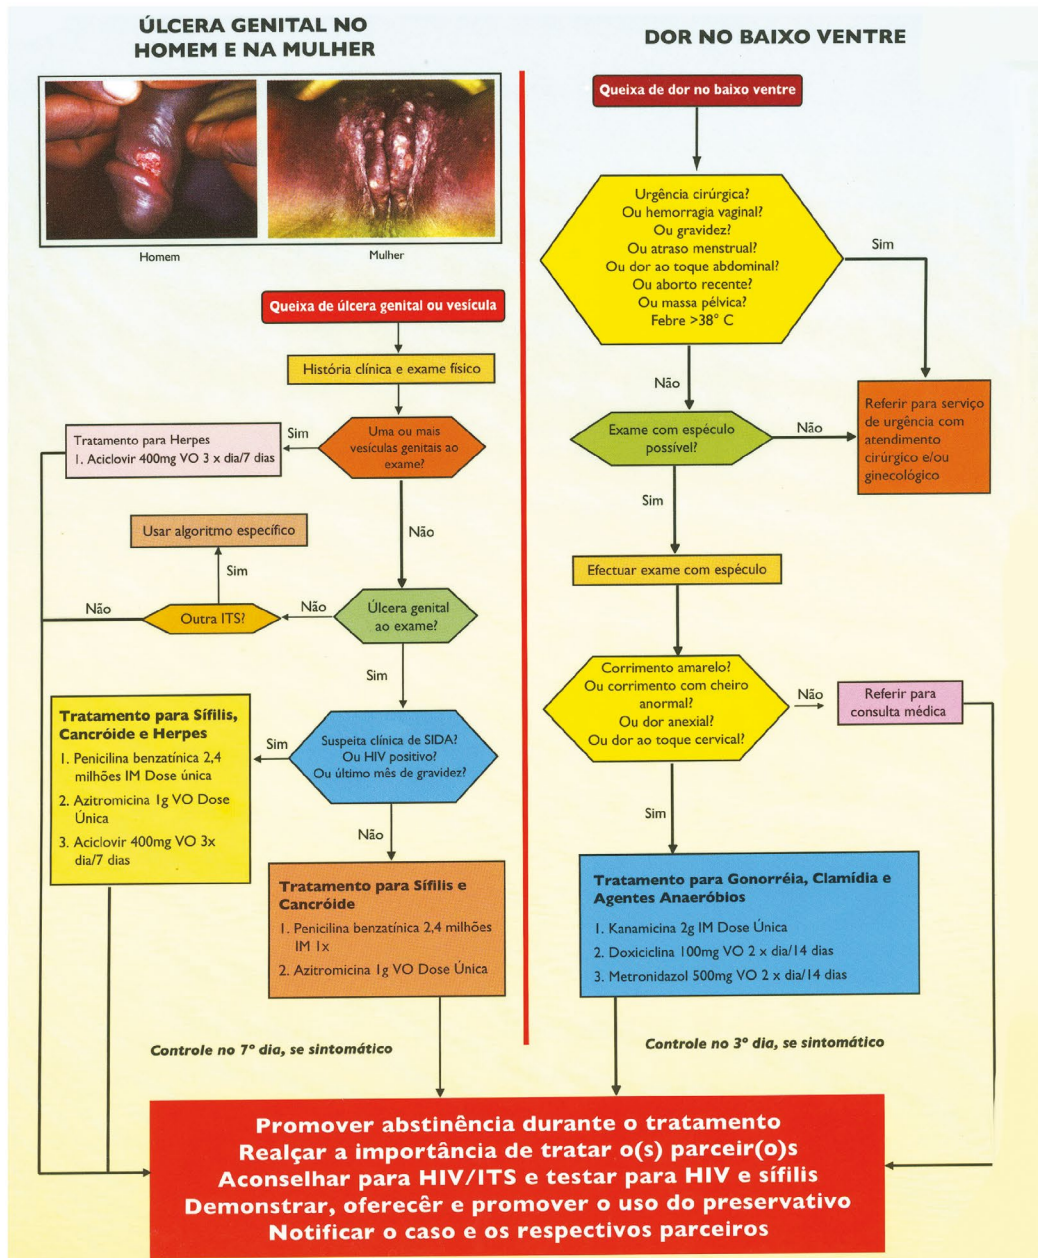 ÚLCERA GENITAL NO
HOMEM E NA MULHER
Homem
Mulher
Queixa de úlcera genital ou vesícula
História clínica e exame físico
Uma ou mais
vesículas genitais ao
exame?
Sim
Tratamento para Herpes
1. Aciclovir 400mg VO 3 x dia/7 dias
Não
Usar algoritmo específico
Sim
Não
Outra ITS?
Não
Úlcera genital
ao exame?
Sim
Suspeita clínica de SIDA?
Ou HIV positivo?
Ou último mês de gravidez?
Sim
Tratamento para Sífilis,
Cancróide e Herpes
1. Penicilina benzatínica 2,4
milhões IM Dose única
2. Azitromicina 1g VO Dose
Única
3. Aciclovir 400mg VO 3x
dia/7 dias
Não
Tratamento para Sífilis e
Cancróide
1. Penicilina benzatínica 2,4 milhões
IM 1x
2. Azitromicina 1g VO Dose Única
Controle no 7º dia, se sintomático
DOR NO BAIXO VENTRE
Queixa de dor no baixo ventre
Urgência cirúrgica?
Ou hemorragia vaginal?
Ou gravidez?
Ou atraso menstrual?
Ou dor ao toque abdominal?
Ou aborto recente?
Ou massa pélvica?
Febre >38° C
Sim
Não
Exame com espéculo
possível?
Não
Referir para serviço
de urgência com
atendimento
cirúrgico e/ou
ginecológico
Sim
Efectuar exame com espéculo
Corrimento amarelo?
Ou corrimento com cheiro
anormal?
Ou dor anexial?
Ou dor ao toque cervical?
Não
Referir para
consulta médica
Sim
Tratamento para Gonorréia, Clamídia e
Agentes Anaeróbios
1. Kanamicina 2g IM Dose Única
2. Doxiciclina 100mg VO 2 x dia/14 dias
3. Metronidazol 500mg VO 2 x dia/14 dias
Controle no 3º dia, se sintomático
Promover abstinência durante o tratamento
Realçar a importância de tratar o(s) parceir(o)s
Aconselhar para HIV/ITS e testar para HIV e sífilis
Demonstrar, oferecêr e promover o uso do preservativo
Notificar o caso e os respectivos parceiros